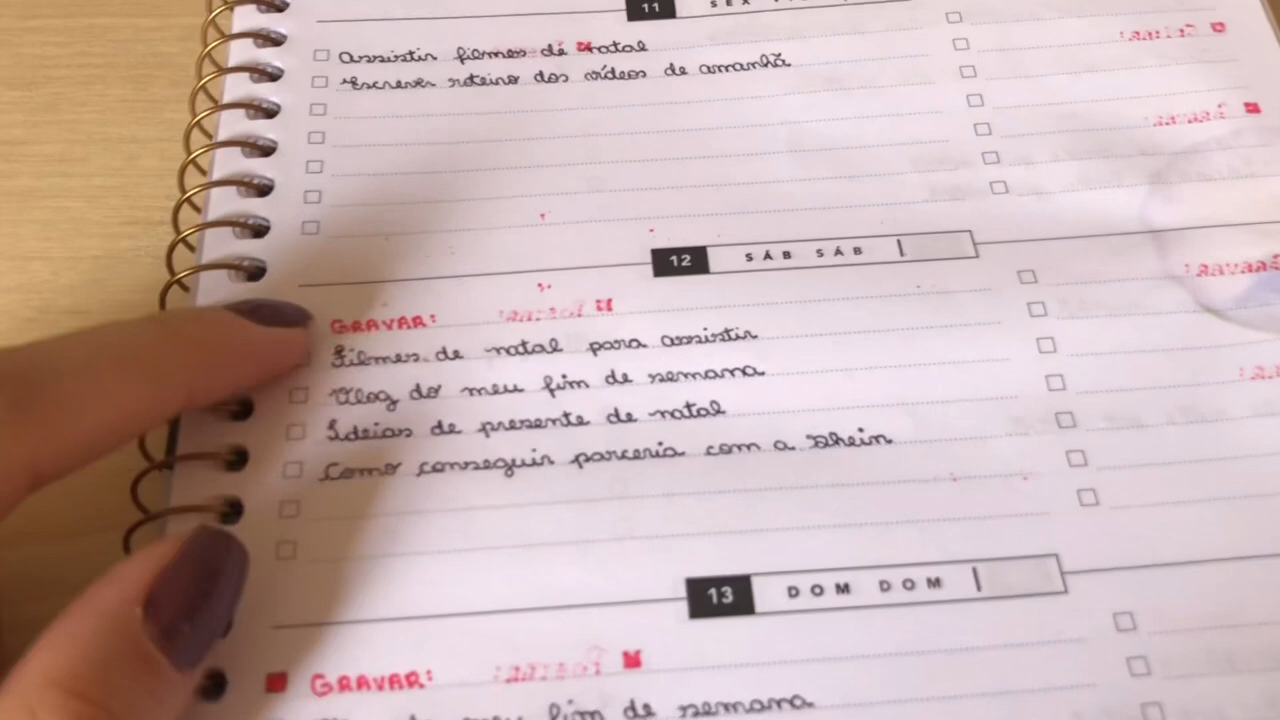 11 SEX
Assistir filmes de natal
Escrever roteiro dos vídeos de amanhã
12 SÁB SÁB
GRAVAR:
Filmes de natal para assistir
Vlog do meu fim de semana
Ideias de presente de natal
Como conseguir parceria com a shein
13 DOM DOM
GRAVAR:
meu fim de semana